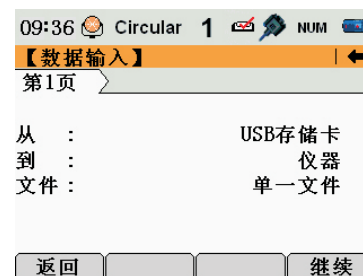 09:36 Circular 1 NUM
【数据输入】
第1页
从 : USB存储卡
到 : 仪器
文件 : 单一文件
返回 继续